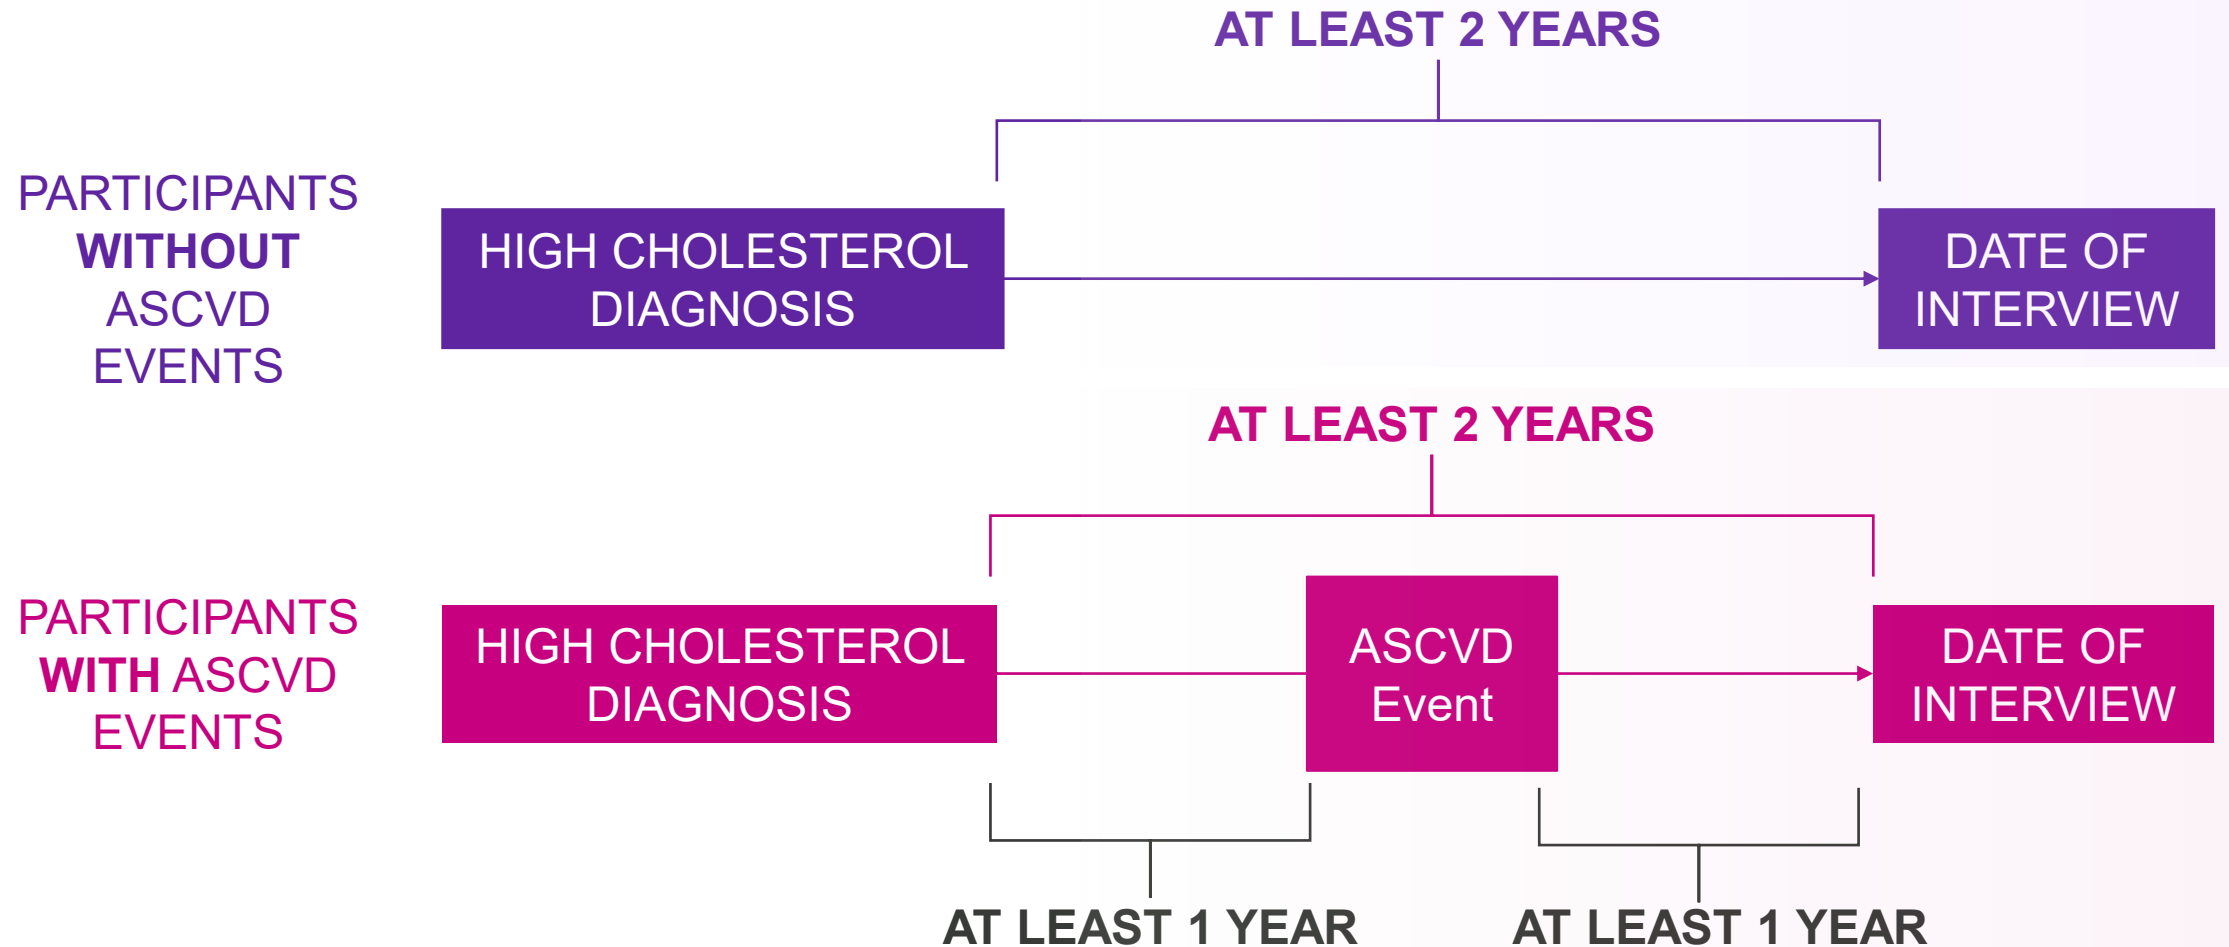 AT LEAST 2 YEARS
PARTICIPANTS
WITHOUT
ASCVD
EVENTS
HIGH CHOLESTEROL
DIAGNOSIS
DATE OF
INTERVIEW
AT LEAST 2 YEARS
PARTICIPANTS
WITH ASCVD
EVENTS
HIGH CHOLESTEROL
DIAGNOSIS
ASCVD
Event
DATE OF
INTERVIEW
AT LEAST 1 YEAR
AT LEAST 1 YEAR